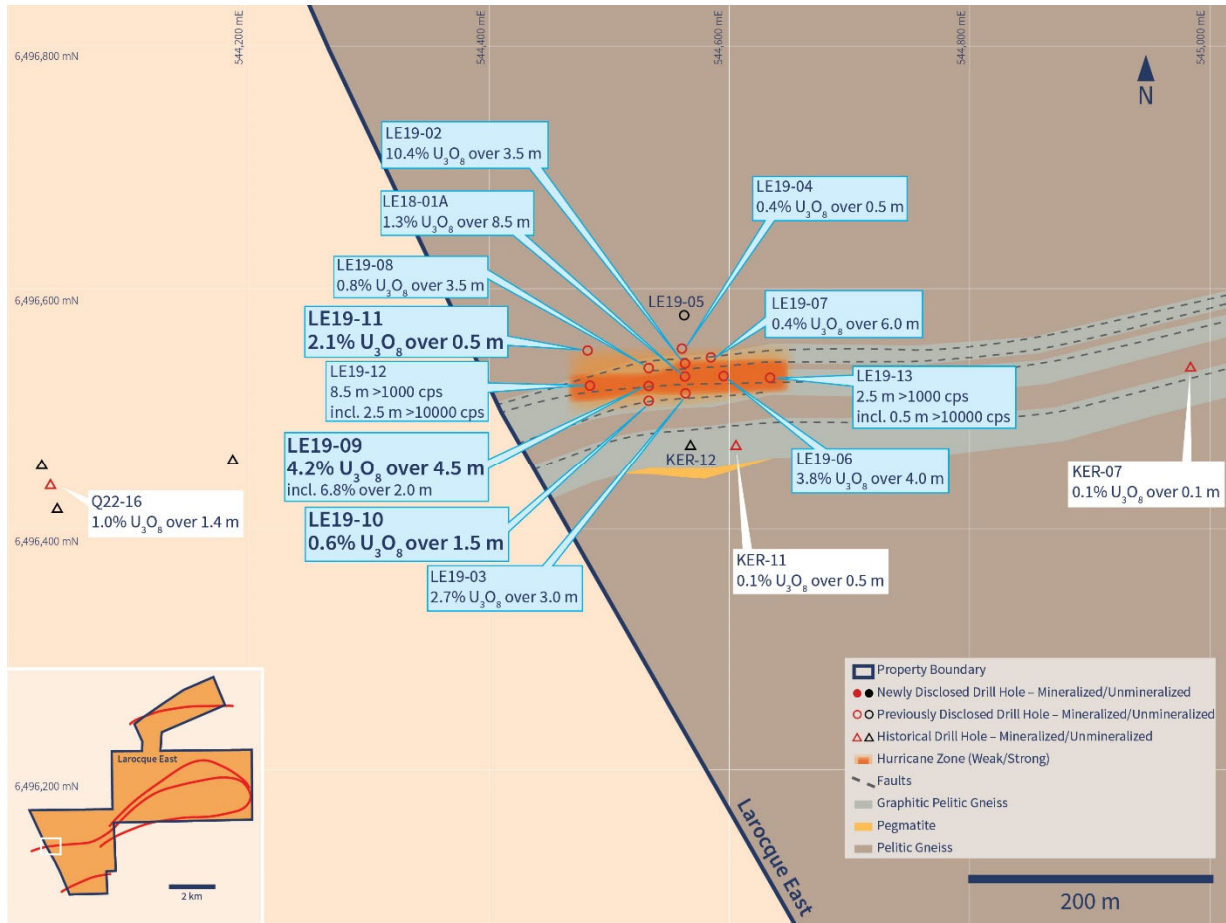 544,200 mE
544,400 mE
544,600 mE
544,800 mE
545,000 mE
6,496,800 mN
N
LE19-02
10.4% U₃O₈ over 3.5 m
LE19-04
0.4% U₃O₈ over 0.5 m
LE18-01A
1.3% U₃O₈ over 8.5 m
LE19-08
0.8% U₃O₈ over 3.5 m
6,496,600 mN
LE19-05
LE19-07
0.4% U₃O₈ over 6.0 m
LE19-11
2.1% U₃O₈ over 0.5 m
LE19-12
8.5 m >1000 cps
incl. 2.5 m >10000 cps
LE19-13
2.5 m >1000 cps
incl. 0.5 m >10000 cps
LE19-09
4.2% U₃O₈ over 4.5 m
incl. 6.8% over 2.0 m
KER-12
LE19-06
3.8% U₃O₈ over 4.0 m
KER-07
0.1% U₃O₈ over 0.1 m
Q22-16
1.0% U₃O₈ over 1.4 m
LE19-10
0.6% U₃O₈ over 1.5 m
6,496,400 mN
KER-11
0.1% U₃O₈ over 0.5 m
LE19-03
2.7% U₃O₈ over 3.0 m
Property Boundary
Newly Disclosed Drill Hole – Mineralized/Unmineralized
Previously Disclosed Drill Hole – Mineralized/Unmineralized
Historical Drill Hole – Mineralized/Unmineralized
Hurricane Zone (Weak/Strong)
Faults
Graphitic Pelitic Gneiss
Pegmatite
Pelitic Gneiss
Larocque East
6,496,200 mN
Larocque East
2 km
200 m